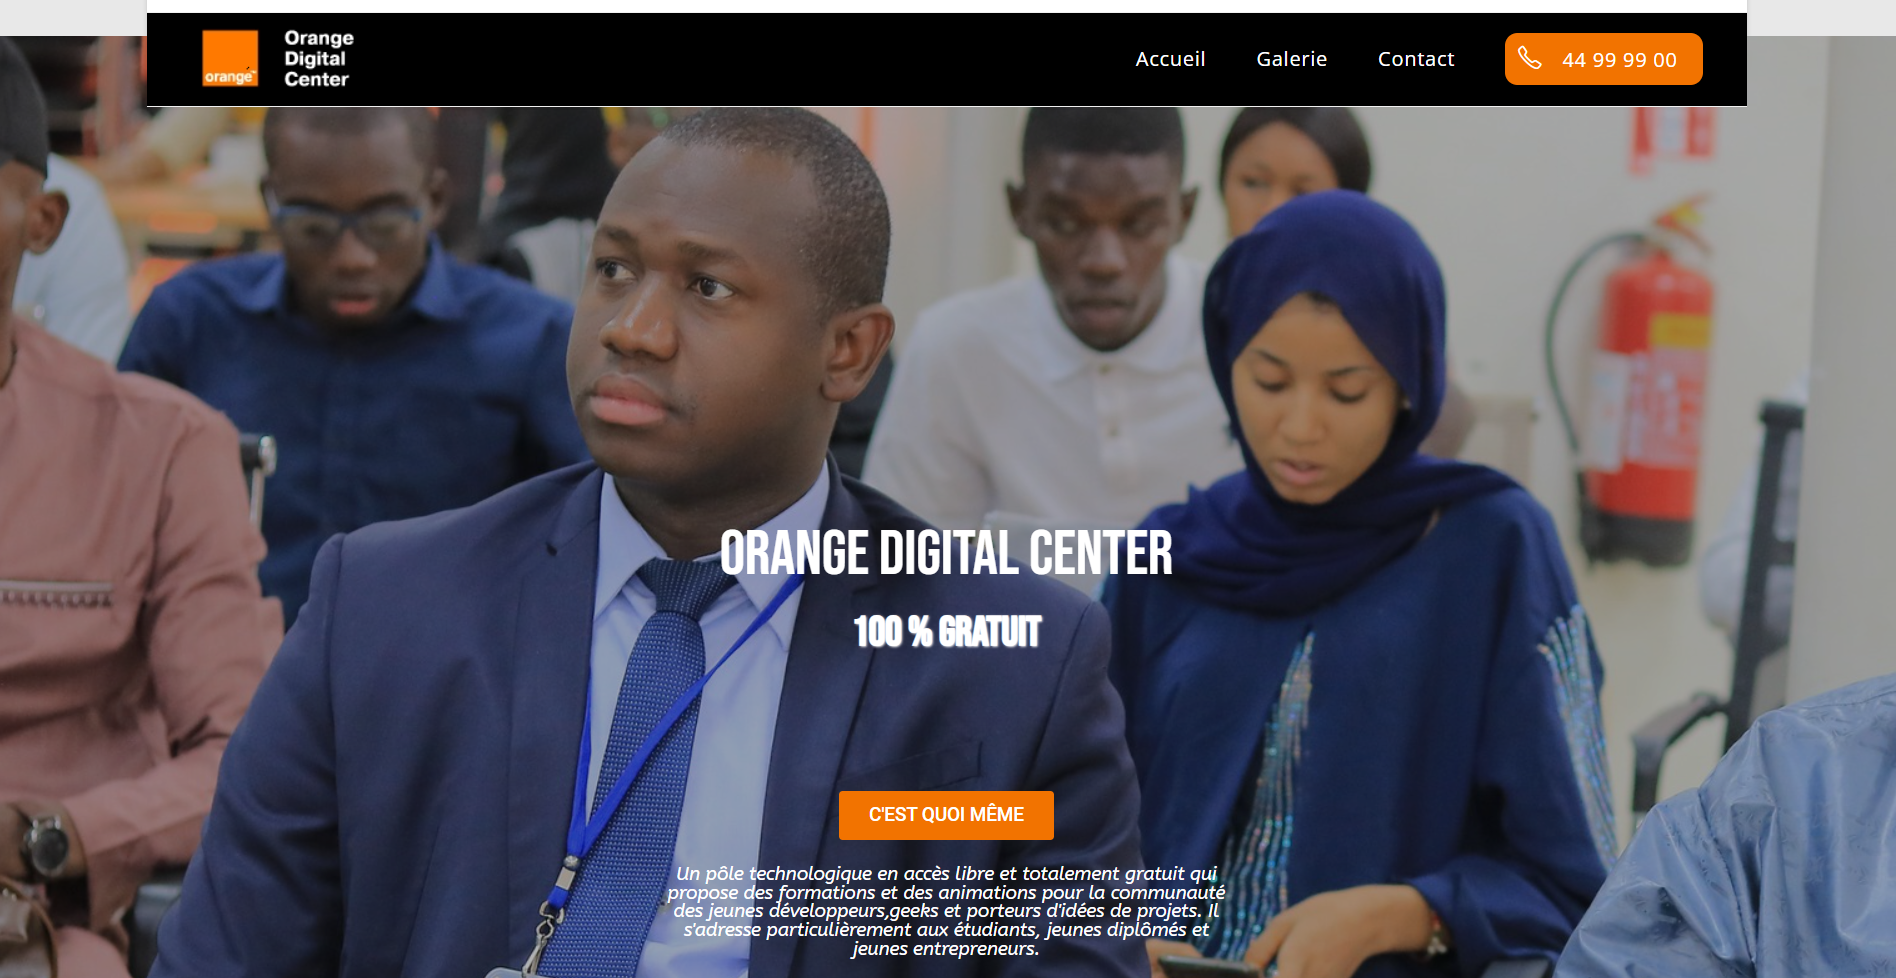 orange™
Orange
Digital
Center
Accueil
Galerie
Contact
44 99 99 00
ORANGE DIGITAL CENTER
100 % GRATUIT
C'EST QUOI MÊME
Un pôle technologique en accès libre et totalement gratuit qui
propose des formations et des animations pour la communauté
des jeunes développeurs,geeks et porteurs d'idées de projets. Il
s'adresse particulièrement aux étudiants, jeunes diplômés et
jeunes entrepreneurs.